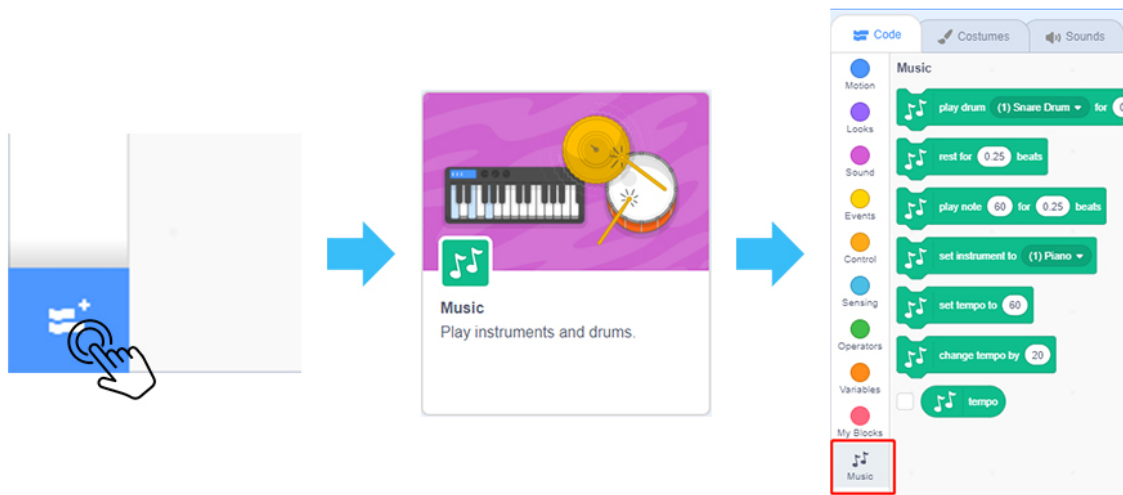 Music
Play instruments and drums.
Code
Costumes
Sounds
Motion
Looks
Sound
Events
Control
Sensing
Operators
Variables
My Blocks
Music
Music
play drum (1) Snare Drum for 0
rest for 0.25 beats
play note 60 for 0.25 beats
set instrument to (1) Piano
set tempo to 60
change tempo by 20
tempo